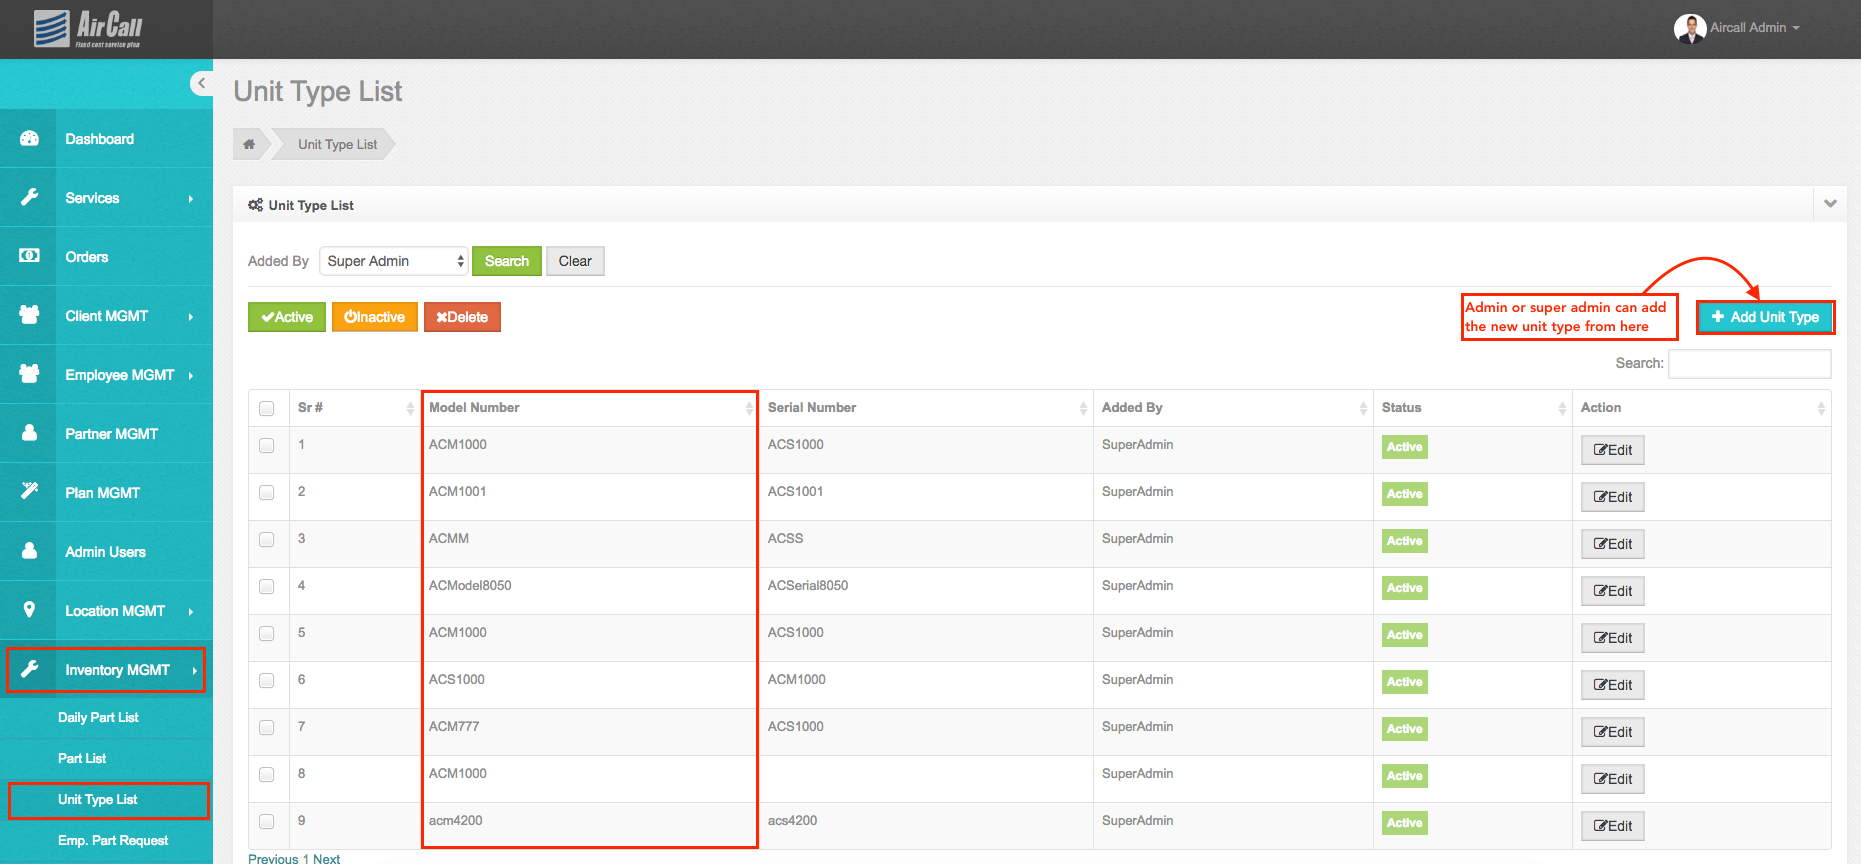 AirCall
Fixed cost service plan
Aircall Admin
Unit Type List
Unit Type List
Dashboard
Services
Orders
Client MGMT
Employee MGMT
Partner MGMT
Plan MGMT
Admin Users
Location MGMT
Inventory MGMT
Daily Part List
Part List
Unit Type List
Emp. Part Request
Unit Type List
Added By Super Admin Search Clear
Active Inactive Delete
Admin or super admin can add
the new unit type from here
+ Add Unit Type
Search:
Sr # Model Number Serial Number Added By Status Action
1 ACM1000 ACS1000 SuperAdmin Active Edit
2 ACM1001 ACS1001 SuperAdmin Active Edit
3 ACMM ACSS SuperAdmin Active Edit
4 ACModel8050 ACSerial8050 SuperAdmin Active Edit
5 ACM1000 ACS1000 SuperAdmin Active Edit
6 ACS1000 ACM1000 SuperAdmin Active Edit
7 ACM777 ACS1000 SuperAdmin Active Edit
8 ACM1000 SuperAdmin Active Edit
9 acm4200 acs4200 SuperAdmin Active Edit
Previous 1 Next